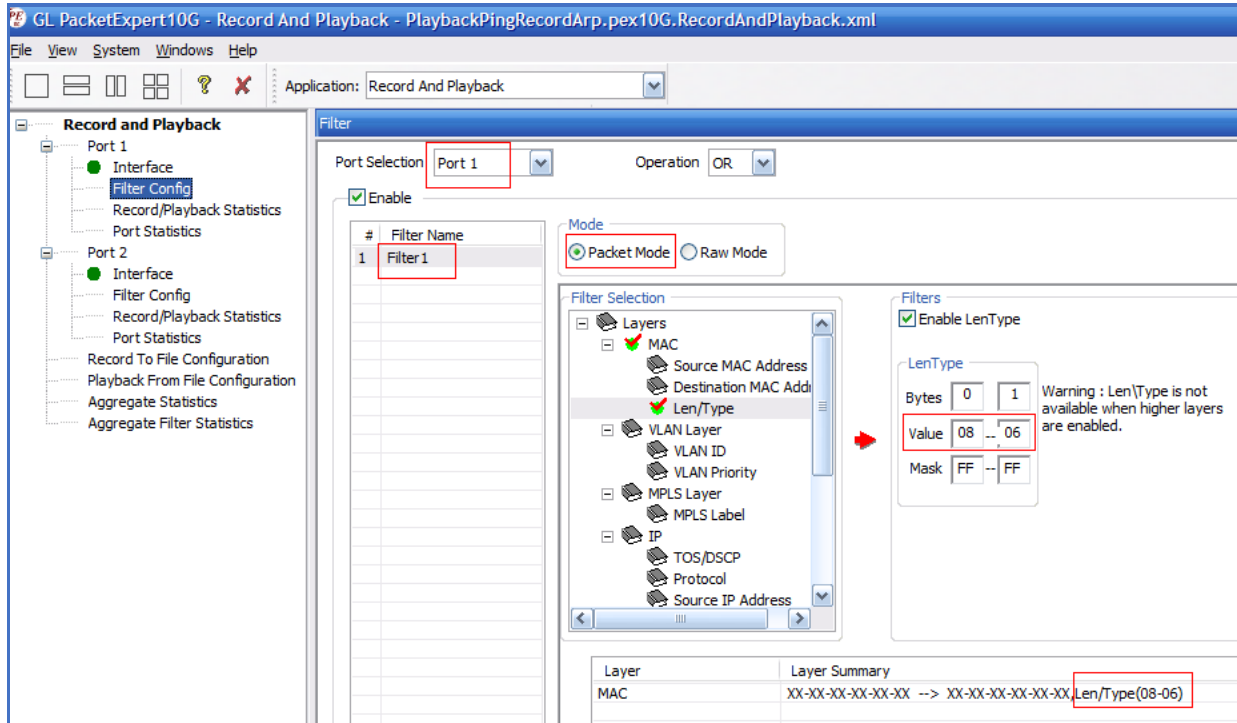 GL PacketExpert10G - Record And Playback - PlaybackPingRecordArp.pex10G.RecordAndPlayback.xml
File View System Windows Help
Application: Record And Playback
Record and Playback
Port 1
Interface
Filter Config
Record/Playback Statistics
Port Statistics
Port 2
Interface
Filter Config
Record/Playback Statistics
Port Statistics
Record To File Configuration
Playback From File Configuration
Aggregate Statistics
Aggregate Filter Statistics
Filter
Port Selection Port 1 Operation OR
Enable
# Filter Name
1 Filter1
Mode
Packet Mode Raw Mode
Filter Selection
Layers
MAC
Source MAC Address
Destination MAC Addr
Len/Type
VLAN Layer
VLAN ID
VLAN Priority
MPLS Layer
MPLS Label
IP
TOS/DSCP
Protocol
Source IP Address
Filters
Enable LenType
LenType
Bytes 0 1
Value 08 -- 06
Mask FF -- FF
Warning : Len\Type is not
available when higher layers
are enabled.
Layer Layer Summary
MAC XX-XX-XX-XX-XX-XX --> XX-XX-XX-XX-XX-XX,Len/Type(08-06)